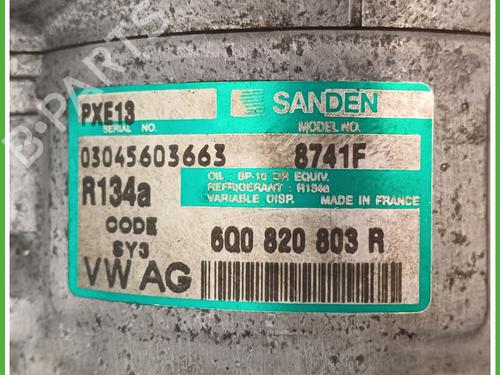 PXE13
SANDEN
SERIAL NO.
MODEL NO.
03045603663
8741F
OIL : SP-10 OR EQUIV.
REFRIGERANT : R134a
VARIABLE DISP. MADE IN FRANCE
R134a
CODE
SY3
6Q0 820 803 R
VW AG
B-PARTS